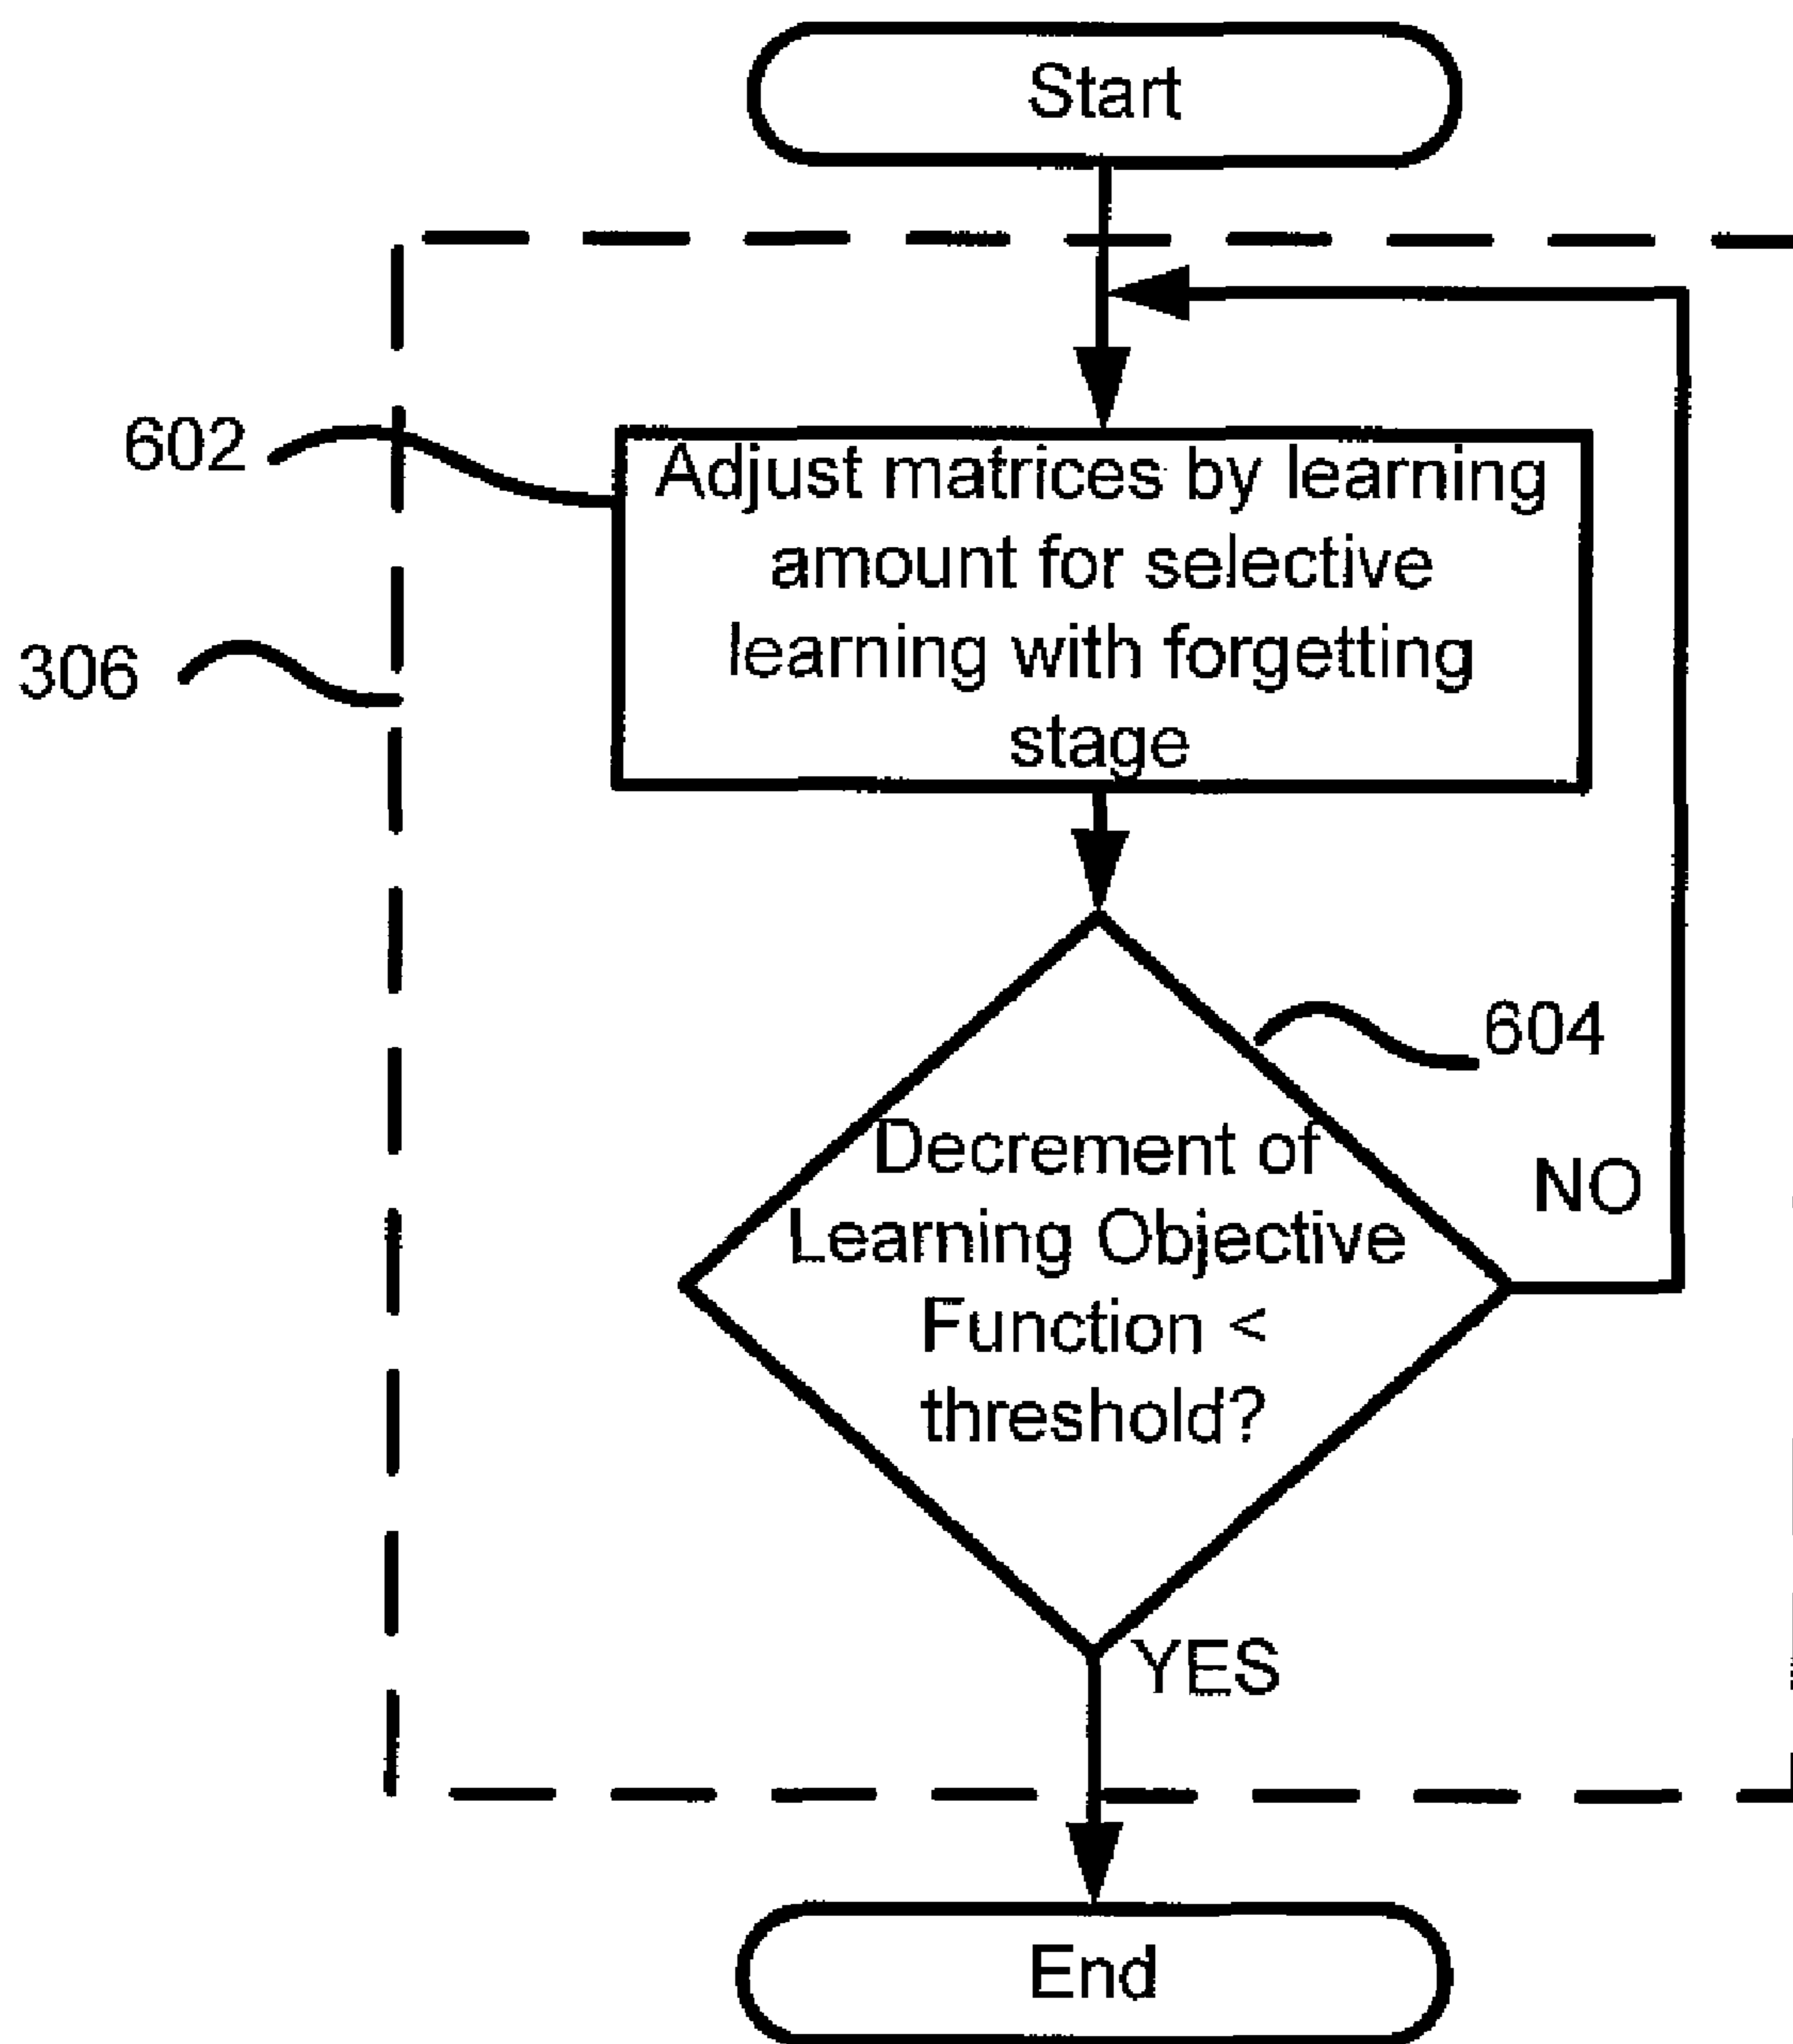 Start
602
Adjust matrices by learning
amount for selective
learning with forgetting
stage
306
604
Decrement of
Learning Objective
Function <
threshold?
NO
YES
End